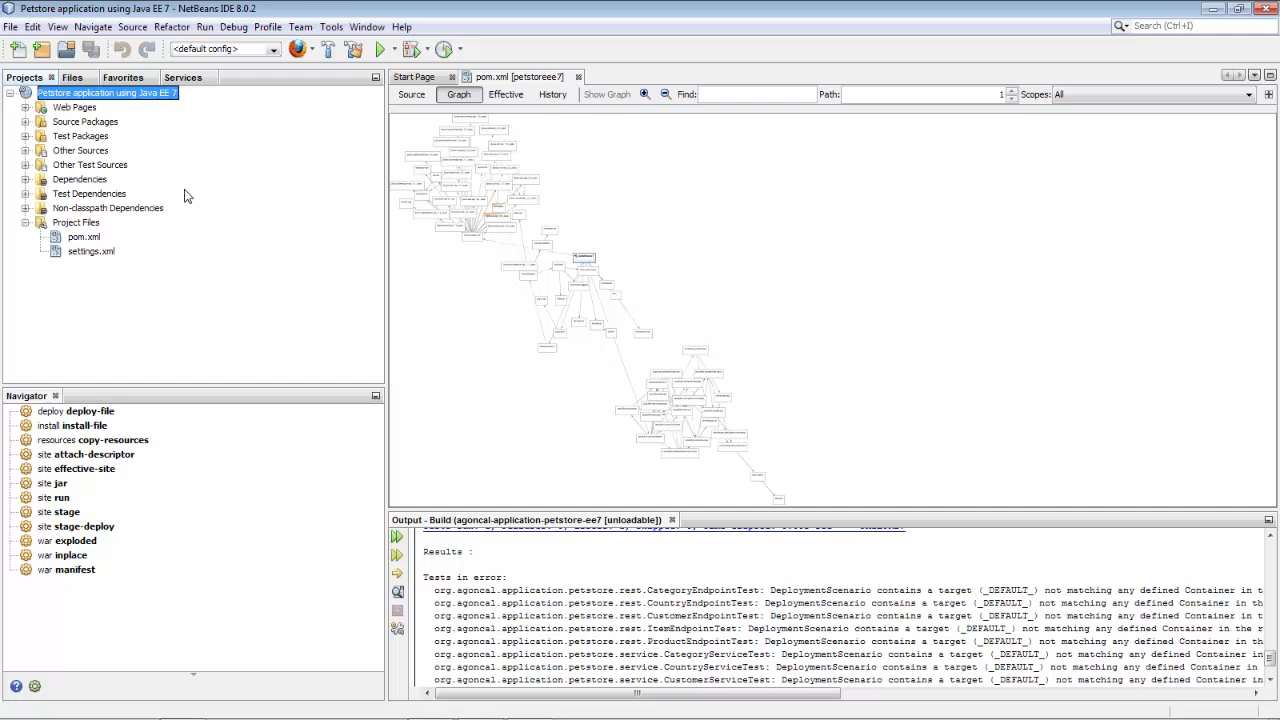 Petstore application using Java EE 7 - NetBeans IDE 8.0.2
File Edit View Navigate Source Refactor Run Debug Profile Team Tools Window Help
Search (Ctrl+I)
<default config>
Projects Files Favorites Services
Start Page pom.xml [petstoreee7]
Source Graph Effective History Show Graph Find: Path: 1 Scopes: All
Petstore application using Java EE 7
Web Pages
Source Packages
Test Packages
Other Sources
Other Test Sources
Dependencies
Test Dependencies
Non-classpath Dependencies
Project Files
pom.xml
settings.xml
Navigator
deploy deploy-file
install install-file
resources copy-resources
site attach-descriptor
site effective-site
site jar
site run
site stage
site stage-deploy
war exploded
war inplace
war manifest
Output - Build (agoncal-application-petstore-ee7 [unloadable])
Results :
Tests in error:
org.agoncal.application.petstore.rest.CategoryEndpointTest: DeploymentScenario contains a target (_DEFAULT_) not matching any defined Container in t
org.agoncal.application.petstore.rest.CountryEndpointTest: DeploymentScenario contains a target (_DEFAULT_) not matching any defined Container in th
org.agoncal.application.petstore.rest.CustomerEndpointTest: DeploymentScenario contains a target (_DEFAULT_) not matching any defined Container in t
org.agoncal.application.petstore.rest.ItemEndpointTest: DeploymentScenario contains a target (_DEFAULT_) not matching any defined Container in the r
org.agoncal.application.petstore.rest.ProductEndpointTest: DeploymentScenario contains a target (_DEFAULT_) not matching any defined Container in th
org.agoncal.application.petstore.service.CategoryServiceTest: DeploymentScenario contains a target (_DEFAULT_) not matching any defined Container in
org.agoncal.application.petstore.service.CountryServiceTest: DeploymentScenario contains a target (_DEFAULT_) not matching any defined Container in
org.agoncal.application.petstore.service.CustomerServiceTest: DeploymentScenario contains a target (_DEFAULT_) not matching any defined Container in